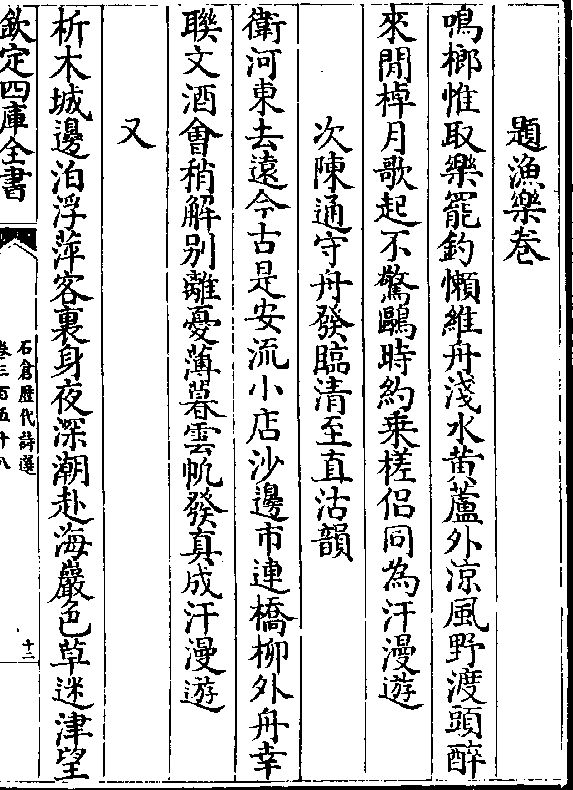 題漁樂卷
鳴榔惟取樂罷釣懶維舟淺水黄蘆外涼風野渡頭醉
來閒棹月歌起不驚鷗時約乗槎侣同為汗漫遊
次陳通守舟發臨清至直沽韻
衛河東去遠今古是安流小店沙邊市連橋柳外舟幸
聨文酒會稍解别離憂薄暮雲帆發真成汗漫遊
又
析木城邊泊浮萍客裏身夜深潮赴海嚴色草迷津望
欽定四庫全書
石倉歷代詩選
卷三百五十八
十二